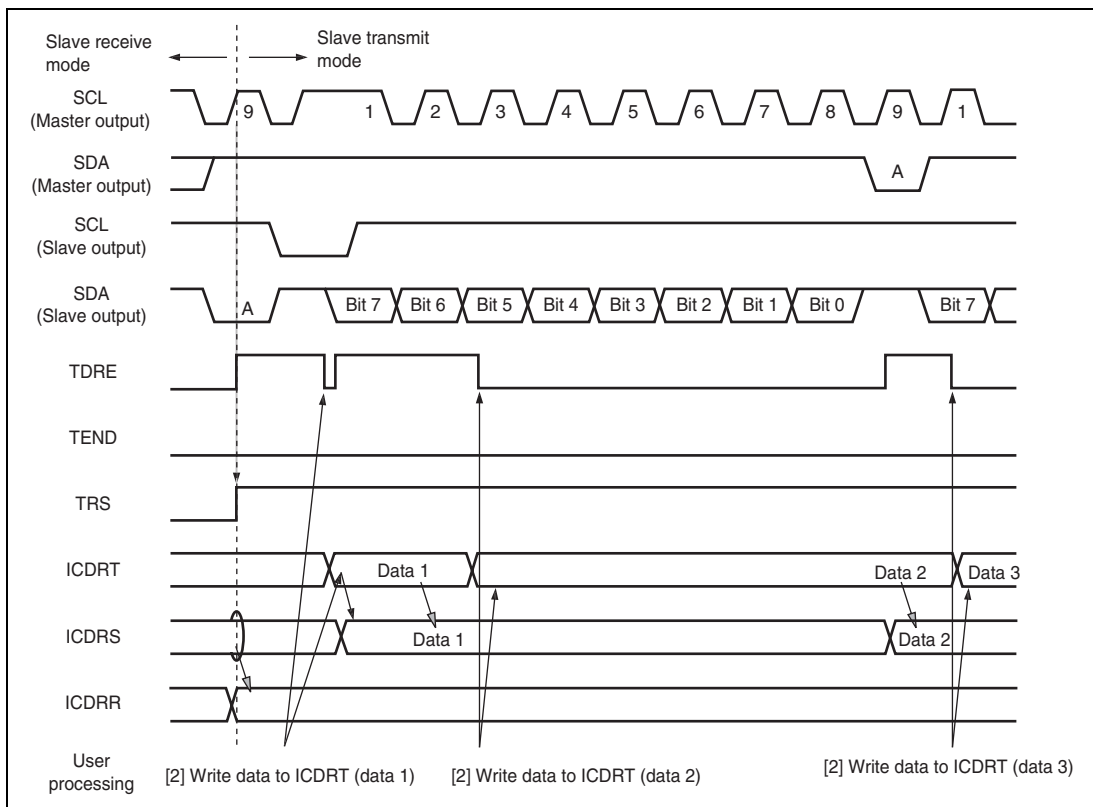 Slave receive
mode
Slave transmit
mode
SCL
(Master output)
9 1 2 3 4 5 6 7 8 9 1
SDA
(Master output)
A
SCL
(Slave output)
SDA
(Slave output)
A Bit 7 Bit 6 Bit 5 Bit 4 Bit 3 Bit 2 Bit 1 Bit 0 Bit 7
TDRE
TEND
TRS
ICDRT
Data 1 Data 2 Data 3
ICDRS
Data 1 Data 2
ICDRR
User
processing
[2] Write data to ICDRT (data 1) [2] Write data to ICDRT (data 2) [2] Write data to ICDRT (data 3)